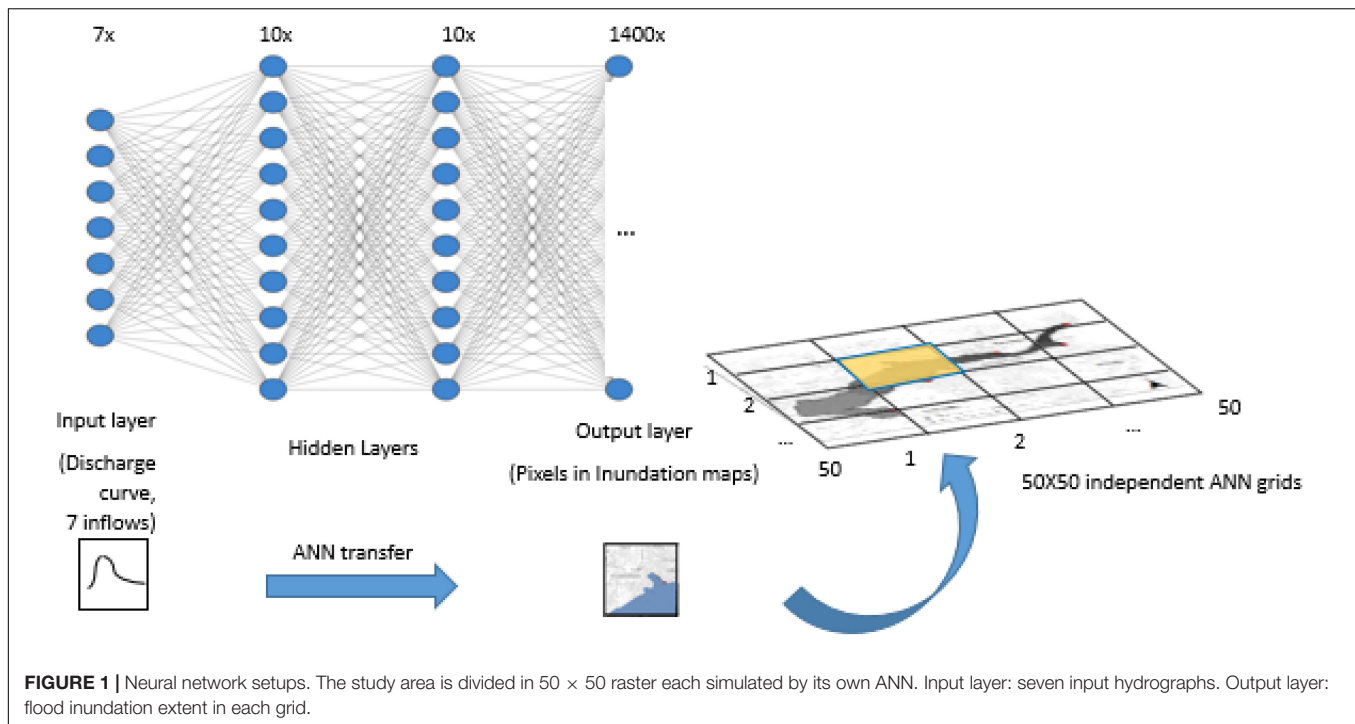 7x
10x
10x
1400x
...
Input layer
(Discharge
curve,
7 inflows)
Hidden Layers
Output layer
(Pixels in Inundation maps)
ANN transfer
1
2
...
50
1
2
...
50
50X50 independent ANN grids
FIGURE 1 | Neural network setups. The study area is divided in 50 × 50 raster each simulated by its own ANN. Input layer: seven input hydrographs. Output layer:
flood inundation extent in each grid.